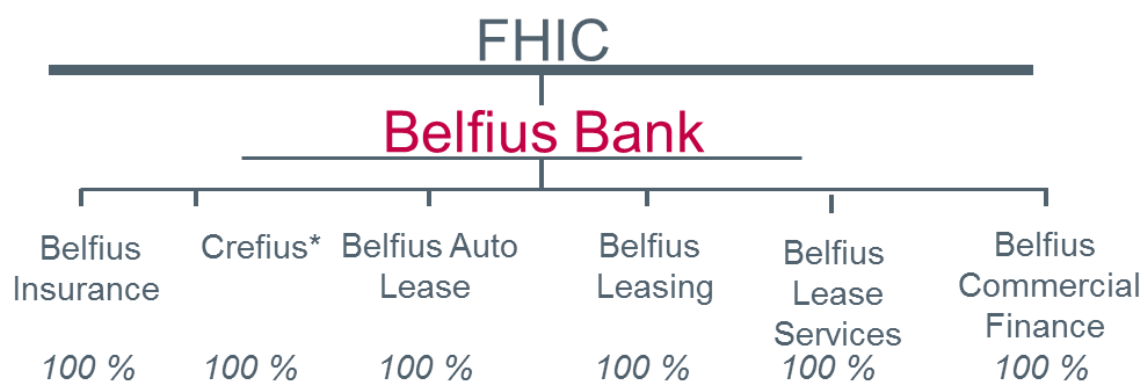 FHIC
Belfius Bank
Belfius
Insurance
100 %
Crefius*
100 %
Belfius Auto
Lease
100 %
Belfius
Leasing
100 %
Belfius
Lease
Services
100 %
Belfius
Commercial
Finance
100 %